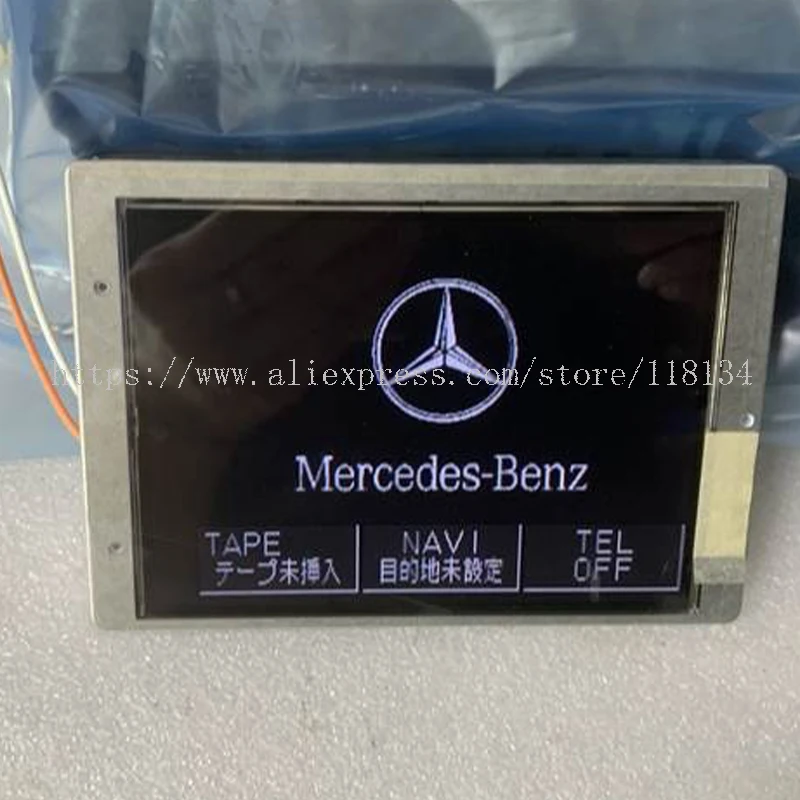 https://www.aliexpress.com/store/118134
Mercedes-Benz
TAPE NAVI TEL
テープ未挿入 目的地未設定 OFF